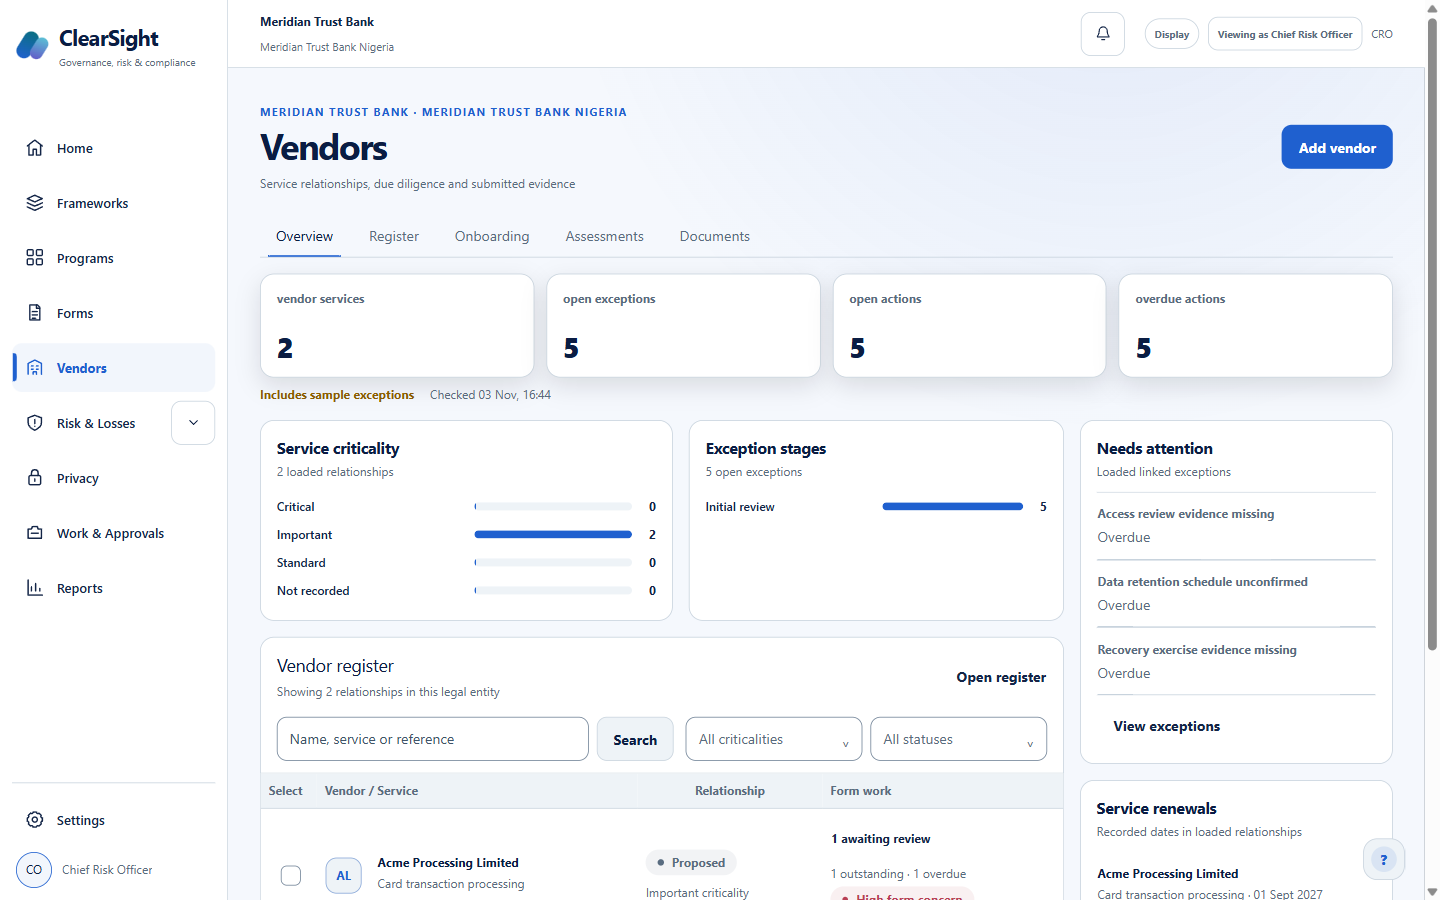 ClearSight
Governance, risk & compliance
Home
Frameworks
Programs
Forms
Vendors
Risk & Losses
Privacy
Work & Approvals
Reports
Settings
CO
Chief Risk Officer
Meridian Trust Bank
Meridian Trust Bank Nigeria
Display
Viewing as Chief Risk Officer
CRO
MERIDIAN TRUST BANK · MERIDIAN TRUST BANK NIGERIA
Vendors
Service relationships, due diligence and submitted evidence
Add vendor
Overview
Register
Onboarding
Assessments
Documents
vendor services
2
open exceptions
5
open actions
5
overdue actions
5
Includes sample exceptions
Checked 03 Nov, 16:44
Service criticality
2 loaded relationships
Critical 0
Important 2
Standard 0
Not recorded 0
Exception stages
5 open exceptions
Initial review 5
Needs attention
Loaded linked exceptions
Access review evidence missing
Overdue
Data retention schedule unconfirmed
Overdue
Recovery exercise evidence missing
Overdue
View exceptions
Vendor register
Showing 2 relationships in this legal entity
Open register
Name, service or reference
Search
All criticalities
All statuses
Select
Vendor / Service
Relationship
Form work
AL
Acme Processing Limited
Card transaction processing
Proposed
Important criticality
1 awaiting review
1 outstanding · 1 overdue
High form concern
Service renewals
Recorded dates in loaded relationships
Acme Processing Limited
Card transaction processing · 01 Sept 2027
?